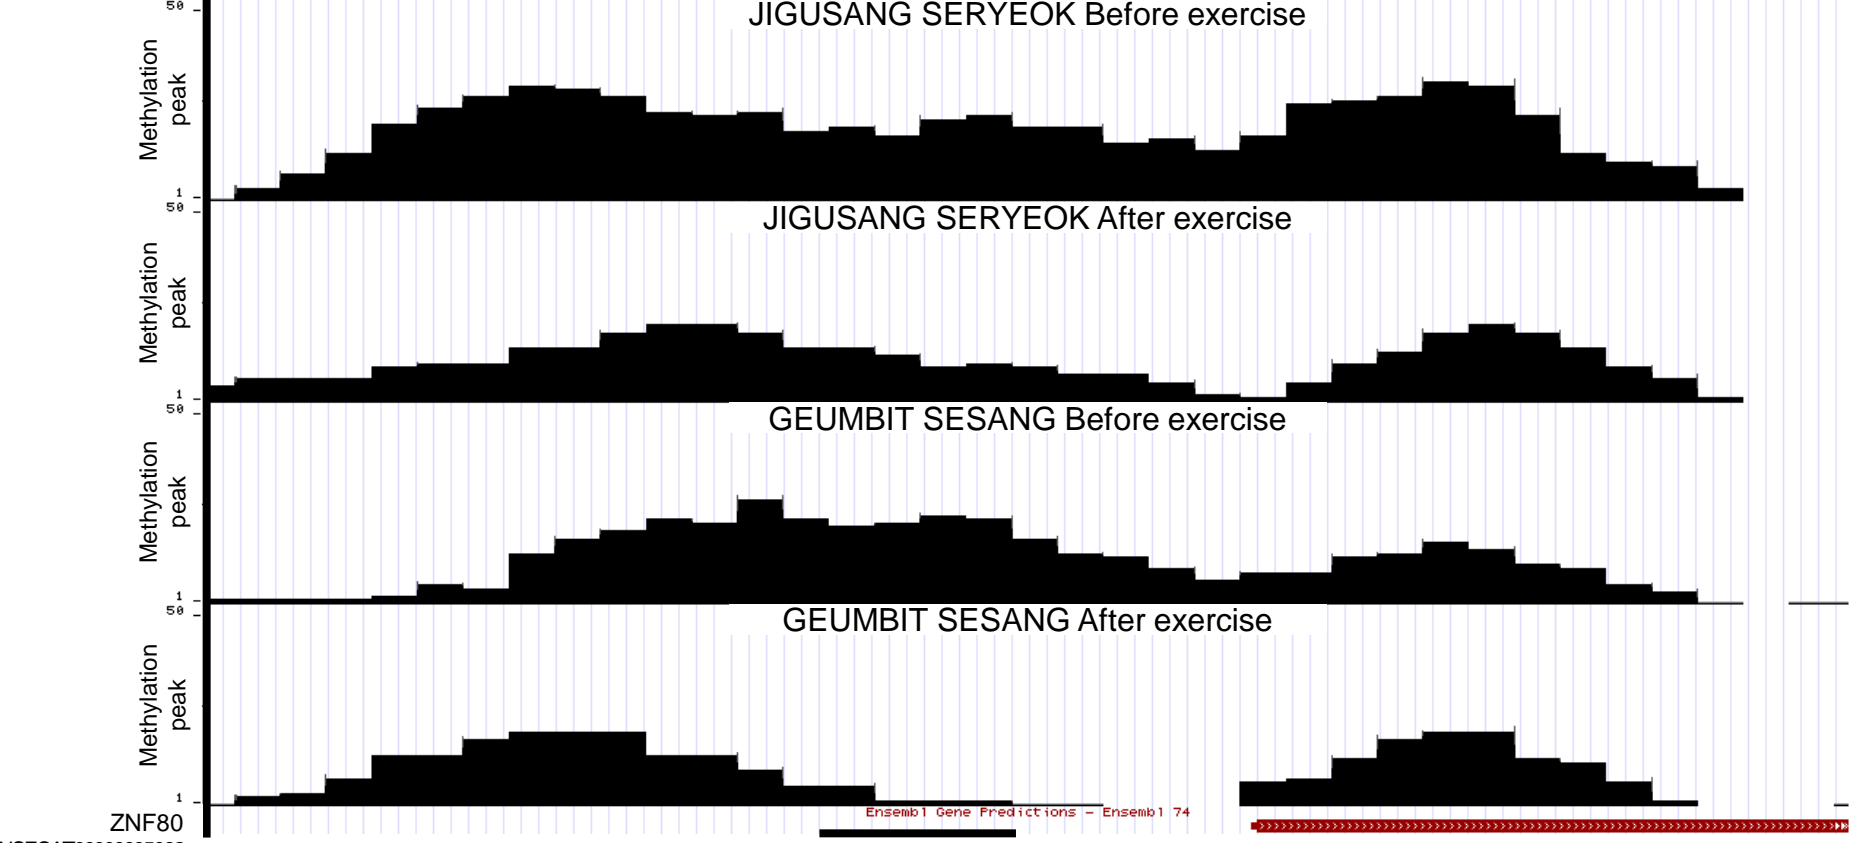 50
JIGUSANG SERYEOK Before exercise
Methylation
peak
1
50
JIGUSANG SERYEOK After exercise
Methylation
peak
1
50
GEUMBIT SESANG Before exercise
Methylation
peak
1
50
GEUMBIT SESANG After exercise
Methylation
peak
1
Ensembl Gene Predictions - Ensembl 74
ZNF80